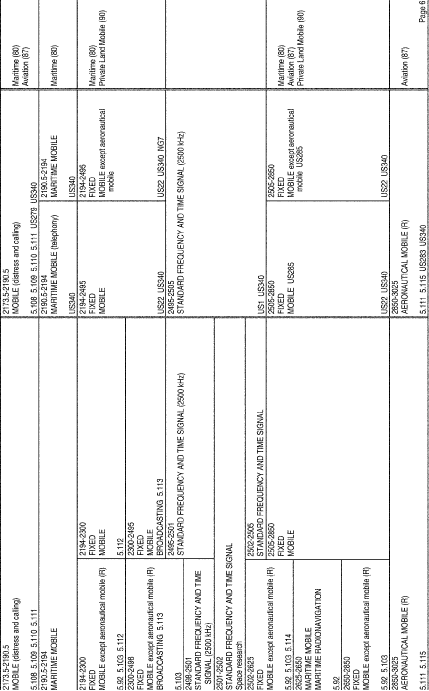 2173.5-2190.5
MOBILE (distress and calling)
5.108 5.109 5.110 5.111
2190.5-2194
MARITIME MOBILE
2194-2300
FIXED
MOBILE except aeronautical mobile (R)
5.92 5.103 5.112
2300-2498
FIXED
MOBILE except aeronautical mobile (R)
BROADCASTING 5.113
5.103
2498-2501
STANDARD FREQUENCY AND TIME
SIGNAL (2500 kHz)
2501-2502
STANDARD FREQUENCY AND TIME SIGNAL
Space research
2502-2625
FIXED
MOBILE except aeronautical mobile (R)
5.92 5.103 5.114
2625-2650
MARITIME MOBILE
MARITIME RADIONAVIGATION
5.92
2650-2850
FIXED
MOBILE except aeronautical mobile (R)
5.92 5.103
2850-3025
AERONAUTICAL MOBILE (R)
5.111 5.115
2194-2300
FIXED
MOBILE
5.112
2300-2495
FIXED
MOBILE
BROADCASTING 5.113
2495-2501
STANDARD FREQUENCY AND TIME SIGNAL (2500 kHz)
2502-2505
STANDARD FREQUENCY AND TIME SIGNAL
2505-2850
FIXED
MOBILE
2173.5-2190.5
MOBILE (distress and calling)
5.108 5.109 5.110 5.111 US279 US340
2190.5-2194
MARITIME MOBILE (telephony)
US340
2194-2495
FIXED
MOBILE
US22 US340
2495-2505
STANDARD FREQUENCY AND TIME SIGNAL (2500 kHz)
US1 US340
2505-2850
FIXED
MOBILE US285
US22 US340
2850-3025
AERONAUTICAL MOBILE (R)
5.111 5.115 US283 US340
2190.5-2194
MARITIME MOBILE
US340
2194-2495
FIXED
MOBILE except aeronautical
mobile
US22 US340 NG7
2505-2850
FIXED
MOBILE except aeronautical
mobile US285
US22 US340
Maritime (80)
Aviation (87)
Maritime (80)
Maritime (80)
Private Land Mobile (90)
Maritime (80)
Aviation (87)
Private Land Mobile (90)
Aviation (87)
Page 6